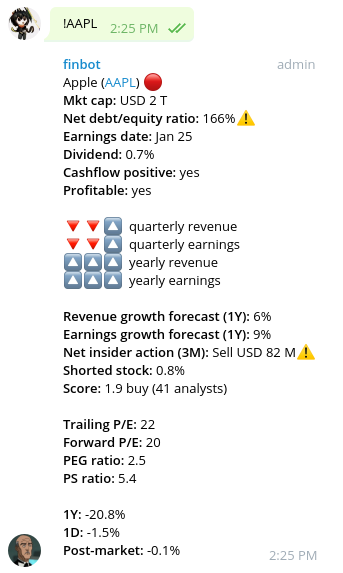 !AAPL 2:25 PM
finbot admin
Apple (AAPL) 🔴
Mkt cap: USD 2 T
Net debt/equity ratio: 166%⚠️
Earnings date: Jan 25
Dividend: 0.7%
Cashflow positive: yes
Profitable: yes
🔻🔻🔼 quarterly revenue
🔻🔻🔼 quarterly earnings
🔼🔼🔼 yearly revenue
🔼🔼🔼 yearly earnings
Revenue growth forecast (1Y): 6%
Earnings growth forecast (1Y): 9%
Net insider action (3M): Sell USD 82 M⚠️
Shorted stock: 0.8%
Score: 1.9 buy (41 analysts)
Trailing P/E: 22
Forward P/E: 20
PEG ratio: 2.5
PS ratio: 5.4
1Y: -20.8%
1D: -1.5%
Post-market: -0.1%
2:25 PM